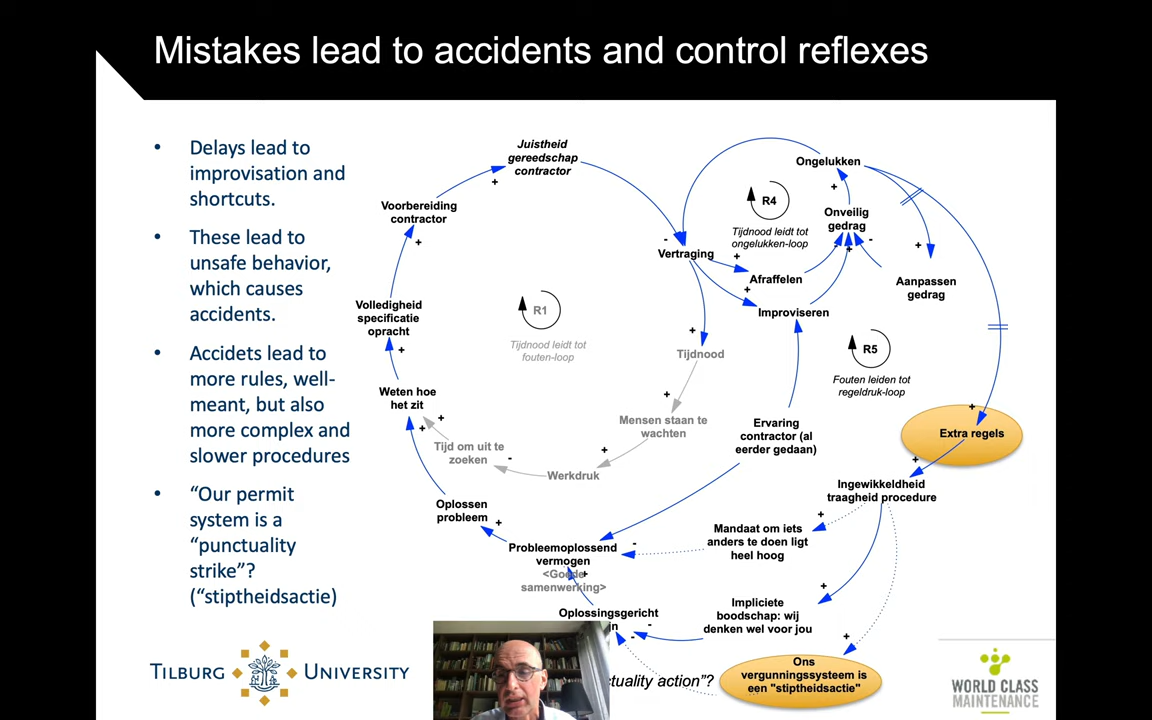 Mistakes lead to accidents and control reflexes
• Delays lead to
improvisation and
shortcuts.
• These lead to
unsafe behavior,
which causes
accidents.
• Accidets lead to
more rules, well-
meant, but also
more complex and
slower procedures
• “Our permit
system is a
“punctuality
strike”?
(“stiptheidsactie)
Juistheid
gereedschap
contractor
+
Voorbereiding
contractor
+
Volledigheid
specificatie
opracht
+
Weten hoe
het zit
+
+
Tijd om uit te
zoeken
-
Werkdruk
+
Mensen staan te
wachten
+
Tijdnood
+
R1
Tijdnood leidt tot
fouten-loop
-
Vertraging
+
Afraffelen
+
Improviseren
R4
Tijdnood leidt tot
ongelukken-loop
Ongelukken
+
Onveilig
gedrag
-
+
+
Aanpassen
gedrag
R5
Fouten leiden tot
regeldruk-loop
+
Extra regels
+
Ingewikkeldheid
traagheid procedure
+
Mandaat om iets
anders te doen ligt
heel hoog
-
Ervaring
contractor (al
eerder gedaan)
Oplossen
probleem
+
Probleemoplossend
vermogen
+
samenwerking>
Oplossingsgericht
-
-
+
Impliciete
boodschap: wij
denken wel voor jou
+
Ons
vergunningssysteem is
een "stiptheidsactie"
action”?
TILBURG UNIVERSITY
WORLD CLASS
MAINTENANCE